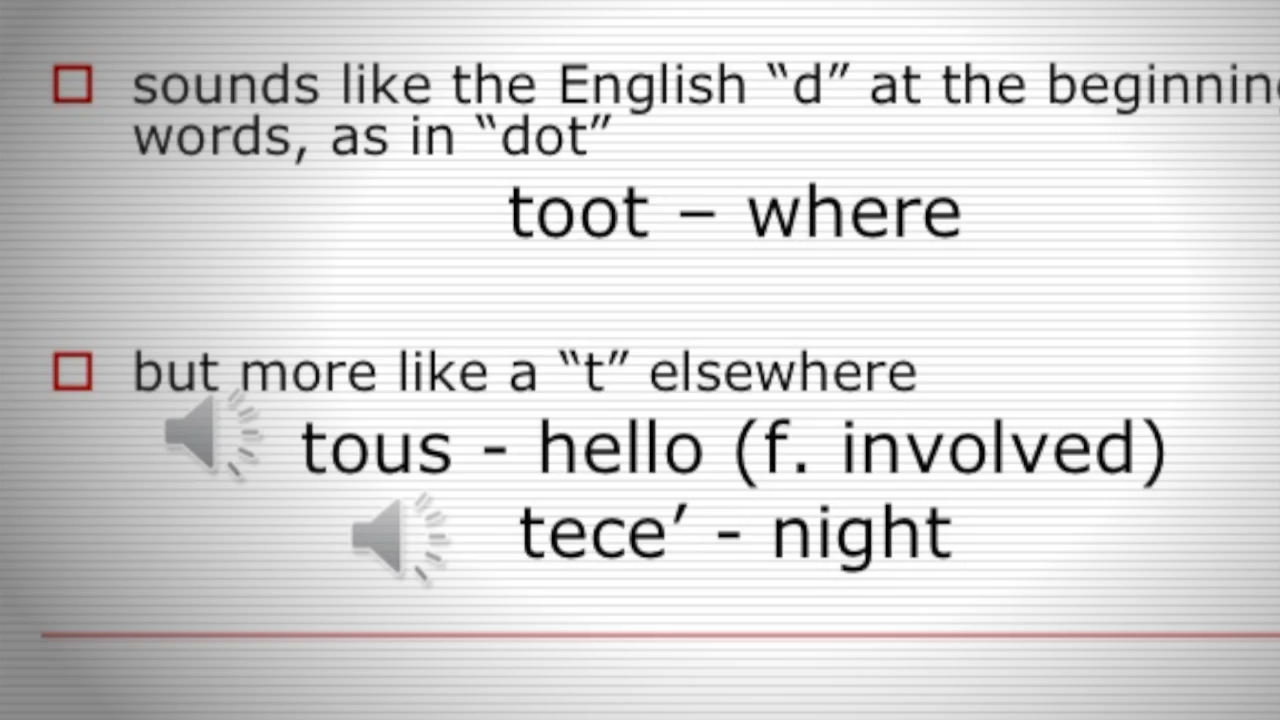 sounds like the English “d” at the beginning
words, as in “dot”
toot – where
but more like a “t” elsewhere
tous - hello (f. involved)
tece’ - night